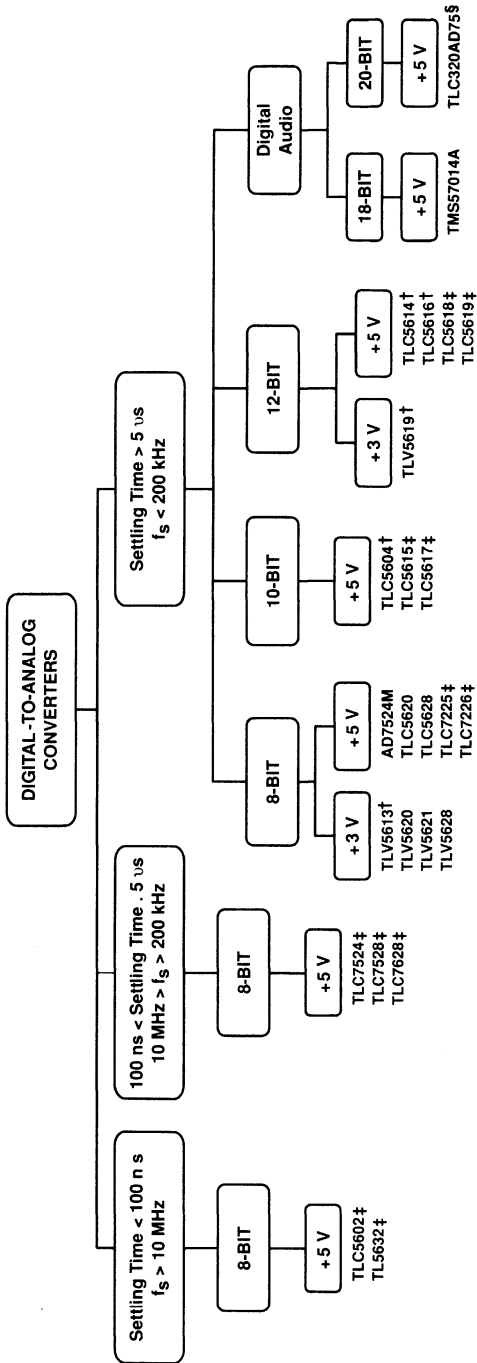 DIGITAL-TO-ANALOG
CONVERTERS
Settling Time < 100 n s
fs > 10 MHz
8-BIT
+5 V
TLC5602‡
TL5632‡
100 ns < Settling Time . 5 υs
10 MHz > fs > 200 kHz
8-BIT
+5 V
TLC7524‡
TLC7528‡
TLC7628‡
Settling Time > 5 υs
fs < 200 kHz
8-BIT
+3 V
TLV5613†
TLV5620
TLV5621
TLV5628
+5 V
AD7524M
TLC5620
TLC5628
TLC7225‡
TLC7226‡
10-BIT
+5 V
TLC5604†
TLC5615‡
TLC5617‡
12-BIT
+3 V
TLV5619†
+5 V
TLC5614†
TLC5616†
TLC5618‡
TLC5619‡
Digital
Audio
18-BIT
+5 V
TMS57014A
20-BIT
+5 V
TLC320AD75§